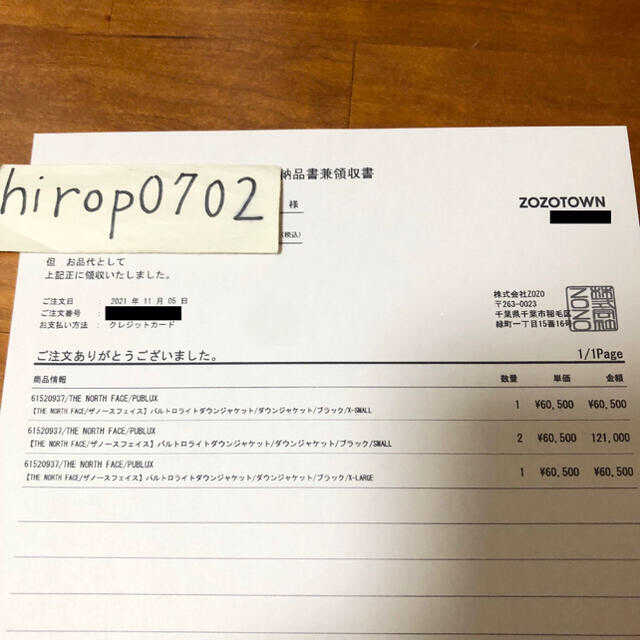 納品書兼領収書
hirop0702
様
ZOZOTOWN
(税込)
但 お品代として
上記正に領収いたしました。
ご注文日 : 2021 年 11 月 05 日
ご注文番号 :
お支払い方法 : クレジットカード
株式会社ZOZO
〒263-0023
千葉県千葉市稲毛区
緑町一丁目15番16号
ご注文ありがとうございました。
1/1Page
商品情報 数量 単価 金額
61520937/THE NORTH FACE/PUBLUX
【THE NORTH FACE/ザノースフェイス】バルトロライトダウンジャケット/ダウンジャケット/ブラック/X-SMALL 1 ¥60,500 ¥60,500
61520937/THE NORTH FACE/PUBLUX
【THE NORTH FACE/ザノースフェイス】バルトロライトダウンジャケット/ダウンジャケット/ブラック/SMALL 2 ¥60,500 121,000
61520937/THE NORTH FACE/PUBLUX
【THE NORTH FACE/ザノースフェイス】バルトロライトダウンジャケット/ダウンジャケット/ブラック/X-LARGE 1 ¥60,500 ¥60,500